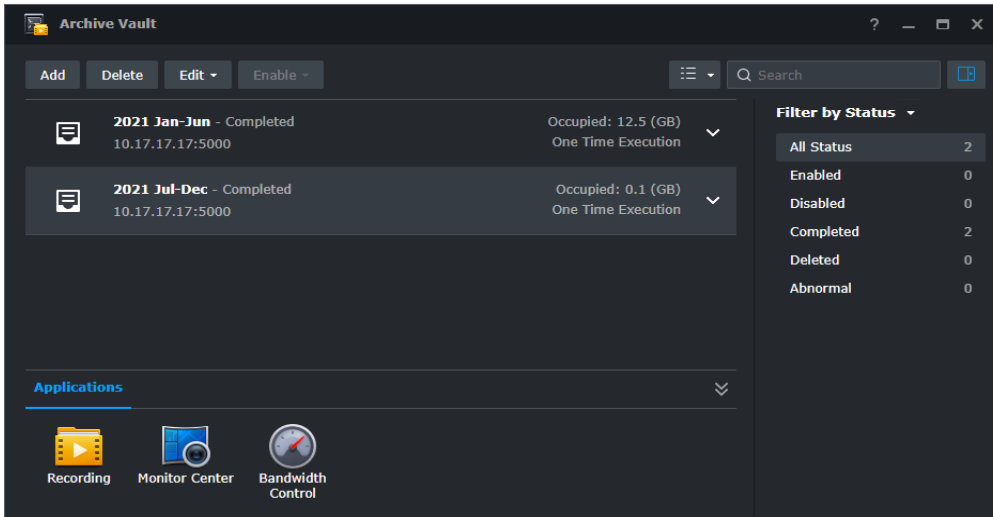 Archive Vault
?
Add
Delete
Edit
Enable
Search
2021 Jan-Jun - Completed
10.17.17.17:5000
Occupied: 12.5 (GB)
One Time Execution
2021 Jul-Dec - Completed
10.17.17.17:5000
Occupied: 0.1 (GB)
One Time Execution
Filter by Status
All Status 2
Enabled 0
Disabled 0
Completed 2
Deleted 0
Abnormal 0
Applications
Recording
Monitor Center
Bandwidth
Control